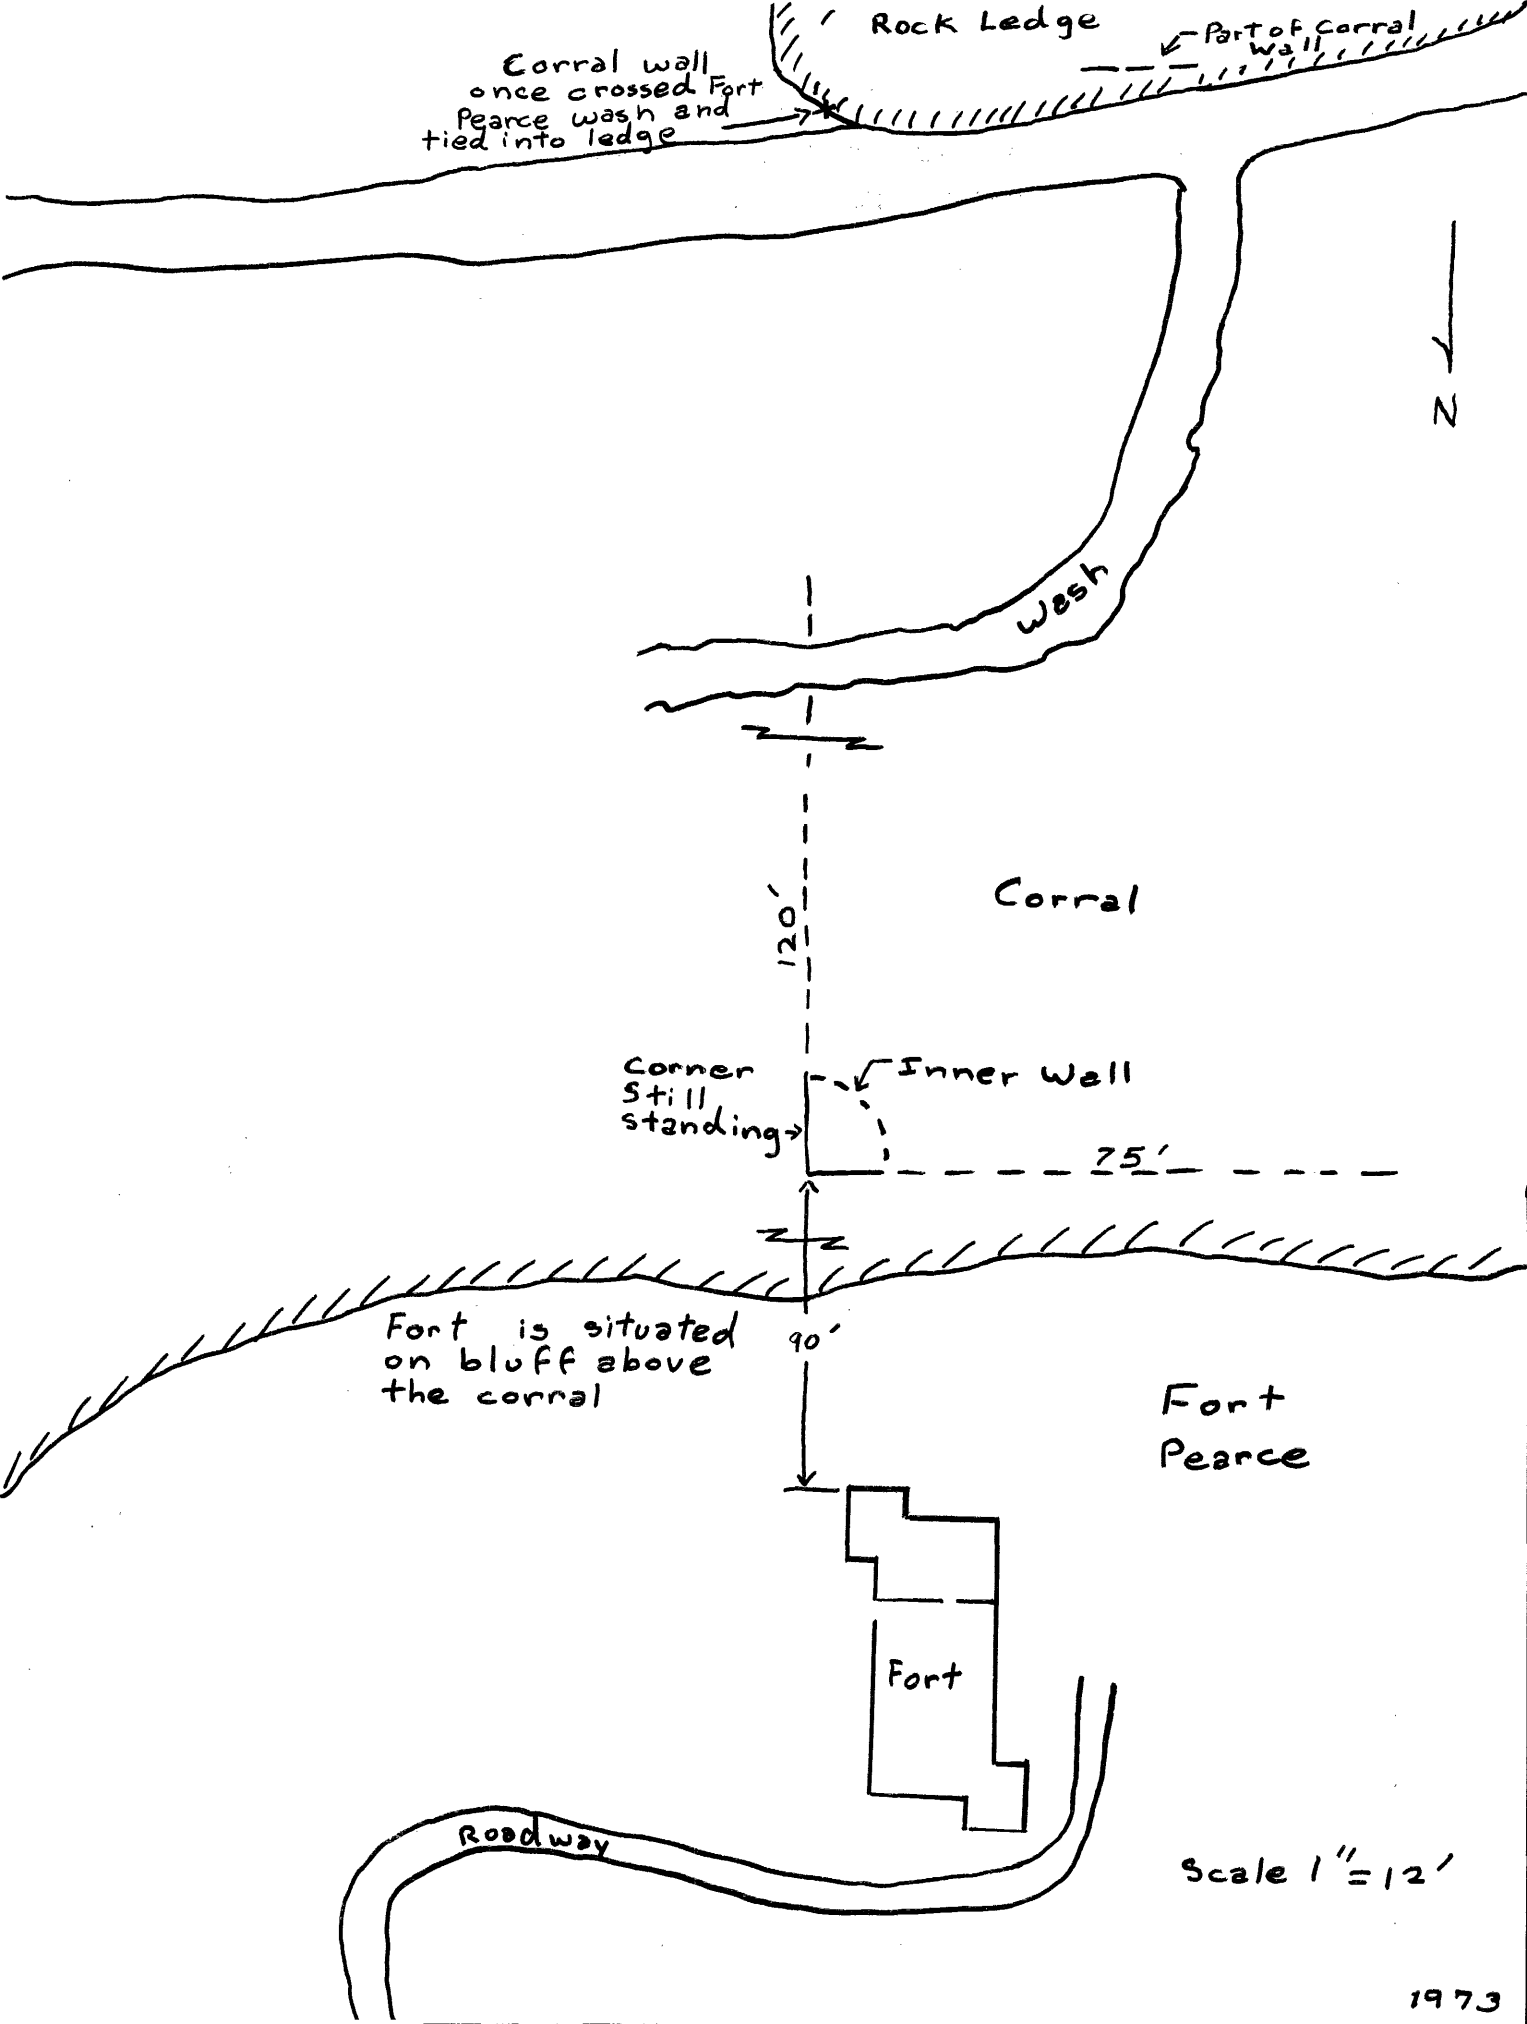 Rock Ledge
Part of Corral
Wall
Corral wall
once crossed Fort
Pearce wash and
tied into ledge
N
Wash
120'
Corral
Corner
Still
standing
Inner Wall
75'
Fort is situated
on bluff above
the corral
90'
Fort
Pearce
Fort
Roadway
Scale 1"=12'
1973